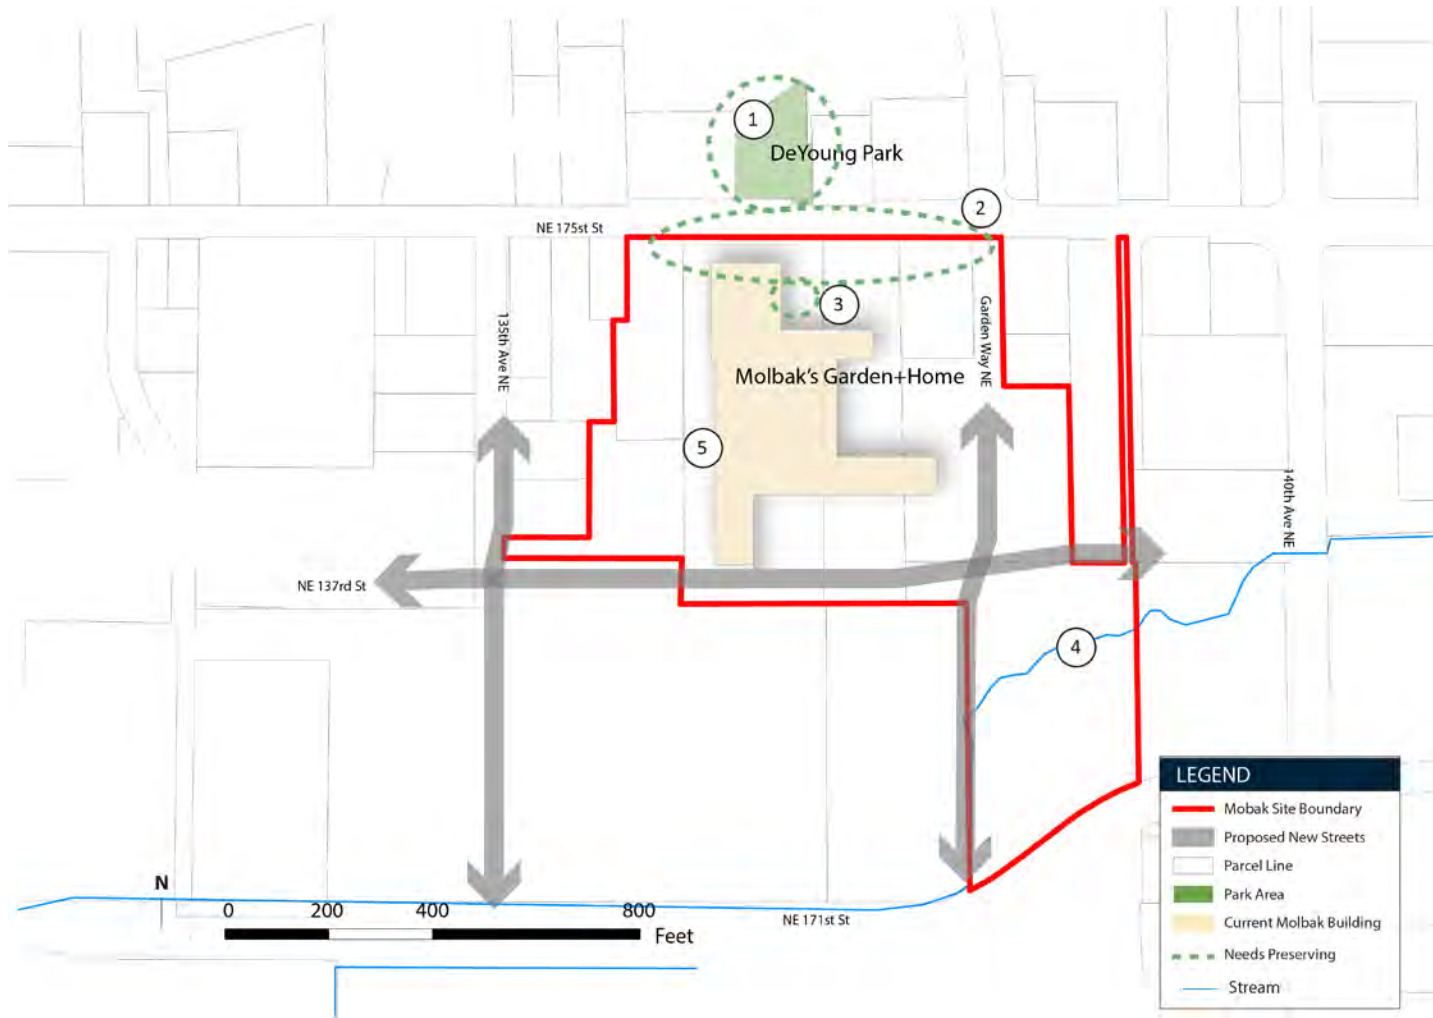 1
DeYoung Park
2
NE 175st St
3
135th Ave NE
Garden Way NE
Molbak's Garden+Home
5
140th Ave NE
NE 137rd St
4
LEGEND
Mobak Site Boundary
Proposed New Streets
Parcel Line
Park Area
Current Molbak Building
Needs Preserving
Stream
N
0 200 400 800
Feet
NE 171st St